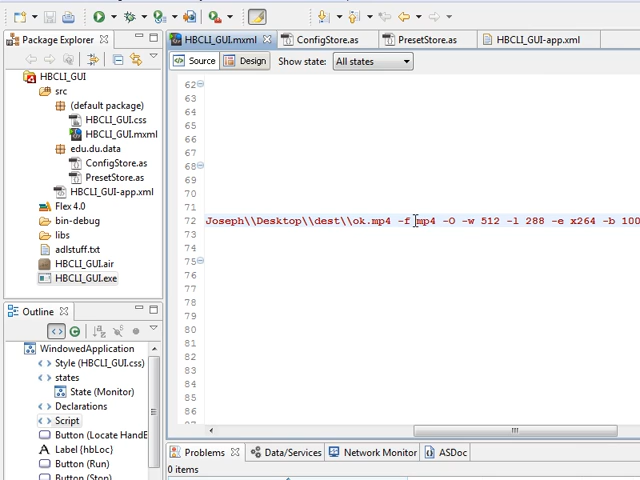 Package Explorer
HBCLI_GUI
src
(default package)
HBCLI_GUI.css
HBCLI_GUI.mxml
edu.du.data
ConfigStore.as
PresetStore.as
HBCLI_GUI-app.xml
Flex 4.0
bin-debug
libs
adlstuff.txt
HBCLI_GUI.air
HBCLI_GUI.exe
Outline
WindowedApplication
Style (HBCLI_GUI.css)
states
State (Monitor)
Declarations
Script
Button (Locate HandE
Label {hbLoc}
Button (Run)
Button (Stop)
HBCLI_GUI.mxml
ConfigStore.as
PresetStore.as
HBCLI_GUI-app.xml
Source
Design
Show state:
All states
62
63
64
65
66
67
68
69
70
71
72 Joseph\\Desktop\\dest\\ok.mp4 -f mp4 -O -w 512 -l 288 -e x264 -b 100
73
74
75
76
77
78
79
80
81
82
83
84
85
86
Problems
Data/Services
Network Monitor
ASDoc
0 items